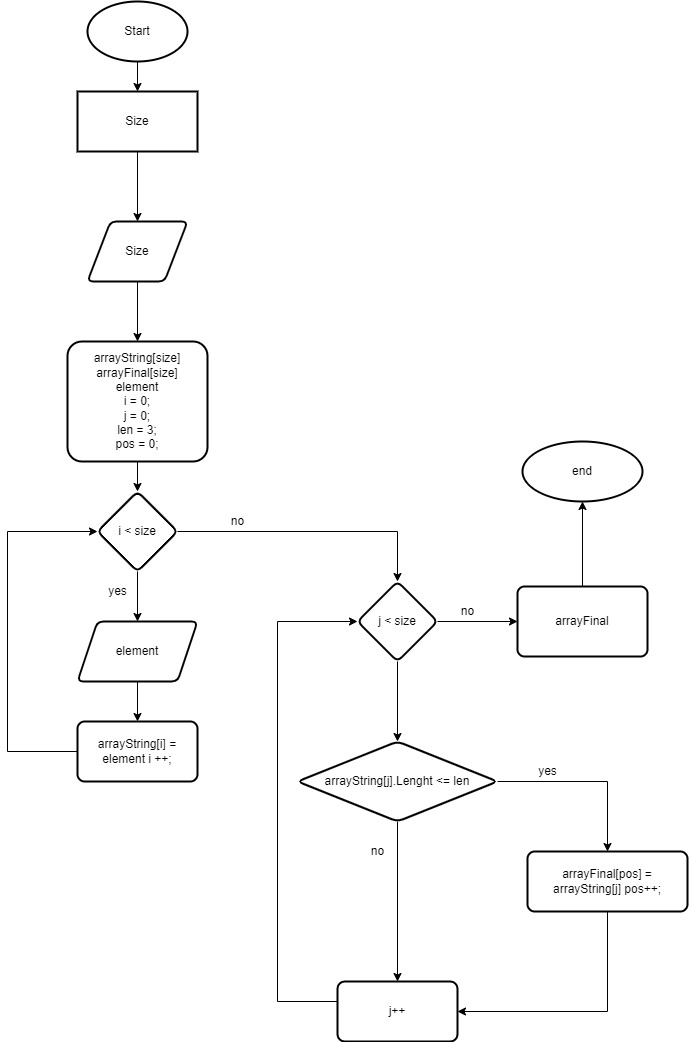 Start
Size
Size
arrayString[size]
arrayFinal[size]
element
i = 0;
j = 0;
len = 3;
pos = 0;
i < size
no
yes
element
arrayString[i] =
element i ++;
end
j < size
no
arrayFinal
arrayString[j].Lenght <= len
yes
no
arrayFinal[pos] =
arrayString[j] pos++;
j++